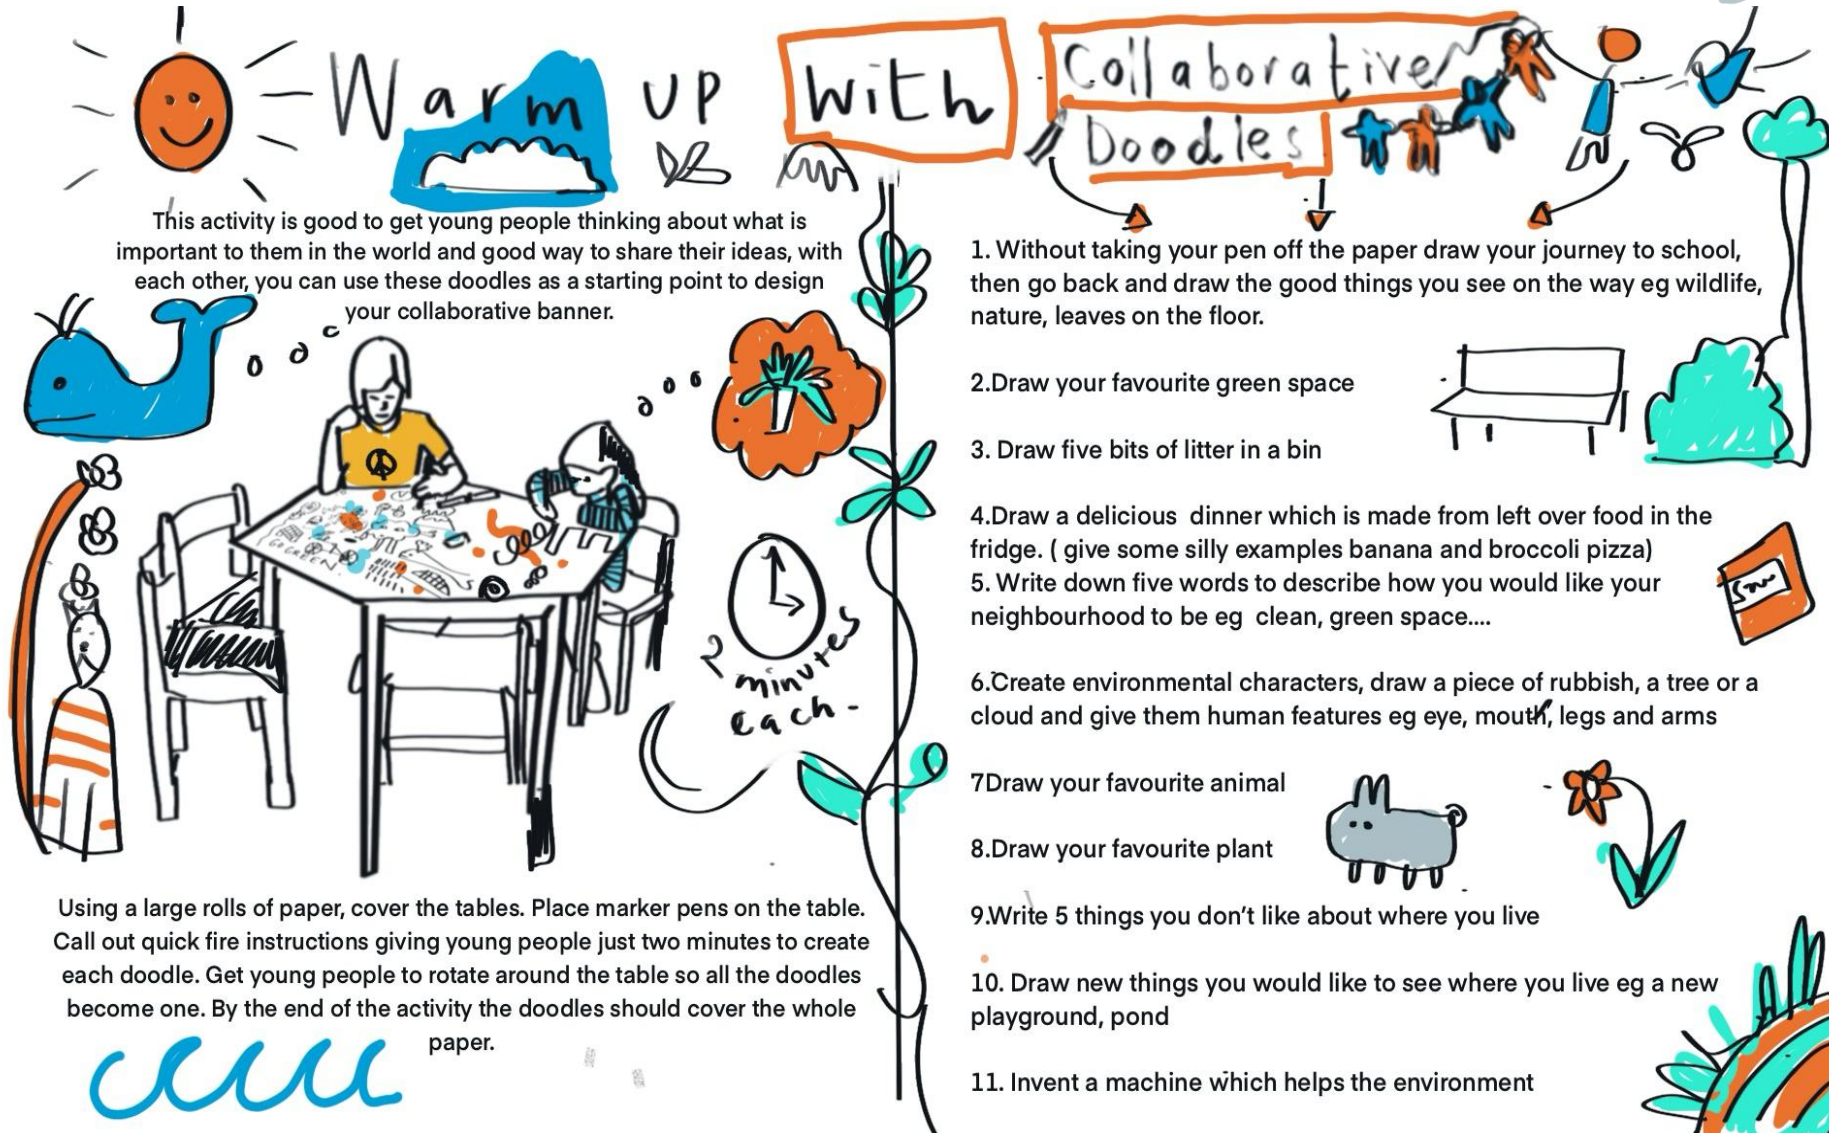 Warm UP With Collaborative
Doodles
This activity is good to get young people thinking about what is
important to them in the world and good way to share their ideas, with
each other, you can use these doodles as a starting point to design
your collaborative banner.
GO GREEN
2 minutes
each-
Using a large rolls of paper, cover the tables. Place marker pens on the table.
Call out quick fire instructions giving young people just two minutes to create
each doodle. Get young people to rotate around the table so all the doodles
become one. By the end of the activity the doodles should cover the whole
paper.
1. Without taking your pen off the paper draw your journey to school,
then go back and draw the good things you see on the way eg wildlife,
nature, leaves on the floor.
2.Draw your favourite green space
3. Draw five bits of litter in a bin
4.Draw a delicious dinner which is made from left over food in the
fridge. ( give some silly examples banana and broccoli pizza)
5. Write down five words to describe how you would like your
neighbourhood to be eg clean, green space....
6.Create environmental characters, draw a piece of rubbish, a tree or a
cloud and give them human features eg eye, mouth, legs and arms
7Draw your favourite animal
8.Draw your favourite plant
9.Write 5 things you don't like about where you live
10. Draw new things you would like to see where you live eg a new
playground, pond
11. Invent a machine which helps the environment